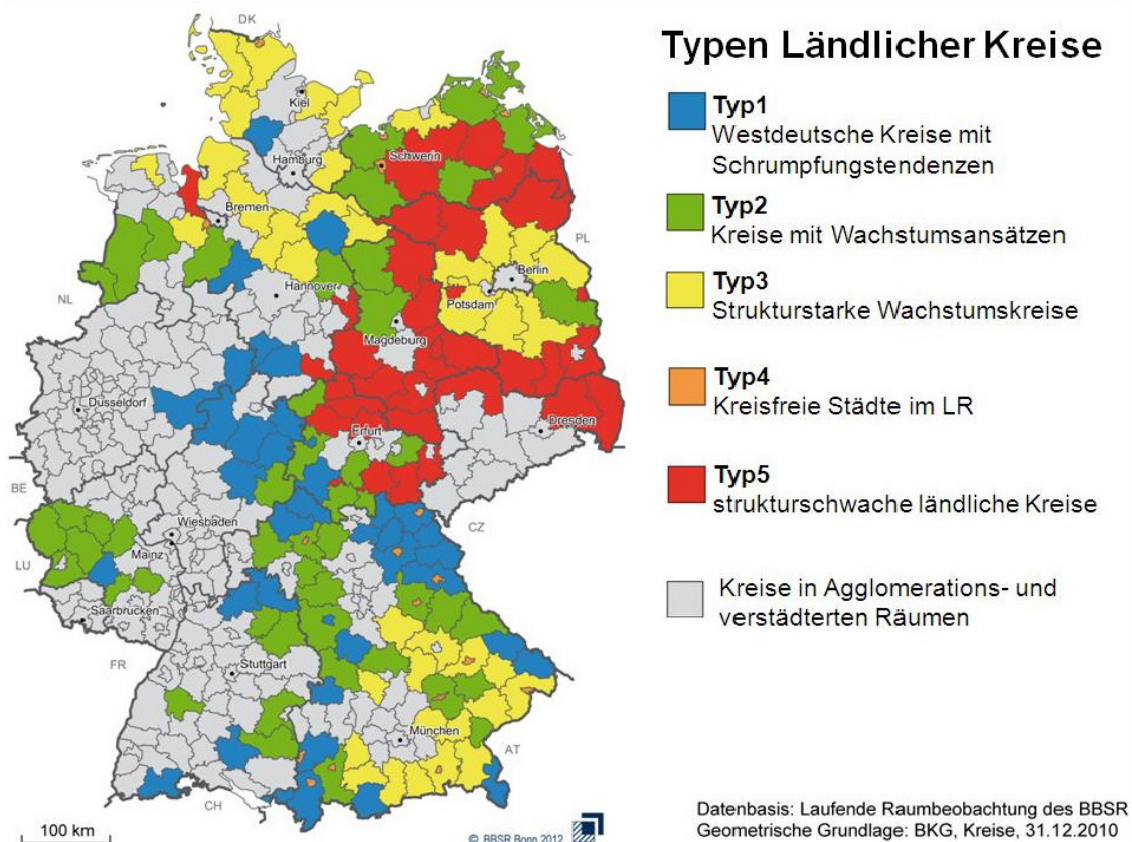 Typen Ländlicher Kreise
Typ1
Westdeutsche Kreise mit
Schrumpfungstendenzen
Typ2
Kreise mit Wachstumsansätzen
Typ3
Strukturstarke Wachstumskreise
Typ4
Kreisfreie Städte im LR
Typ5
strukturschwache ländliche Kreise
Kreise in Agglomerations- und
verstädterten Räumen
DK
Kiel
Hamburg
Schwerin
Bremen
PL
Berlin
NL
Hannover
Potsdam
Magdeburg
Düsseldorf
Dresden
Erfurt
BE
Wiesbaden
CZ
Mainz
LU
Saarbrücken
FR
Stuttgart
München
AT
CH
100 km
© BBSR Bonn 2012
Datenbasis: Laufende Raumbeobachtung des BBSR
Geometrische Grundlage: BKG, Kreise, 31.12.2010